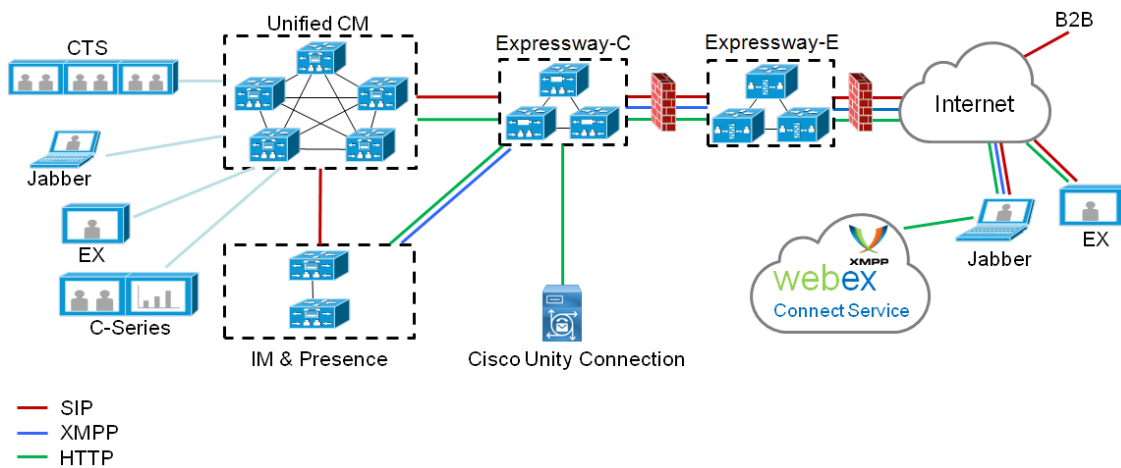 Unified CM
CTS
Expressway-C
Expressway-E
B2B
Internet
Jabber
EX
C-Series
IM & Presence
Cisco Unity Connection
XMPP
webex
Connect Service
Jabber
EX
SIP
XMPP
HTTP